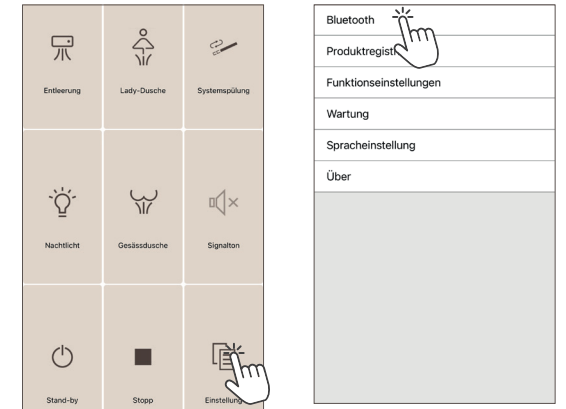 Entleerung
Lady-Dusche
Systemspülung
Nachtlicht
Gesässdusche
Signalton
Stand-by
Stopp
Bluetooth
Funktionseinstellungen
Wartung
Spracheinstellung
Über